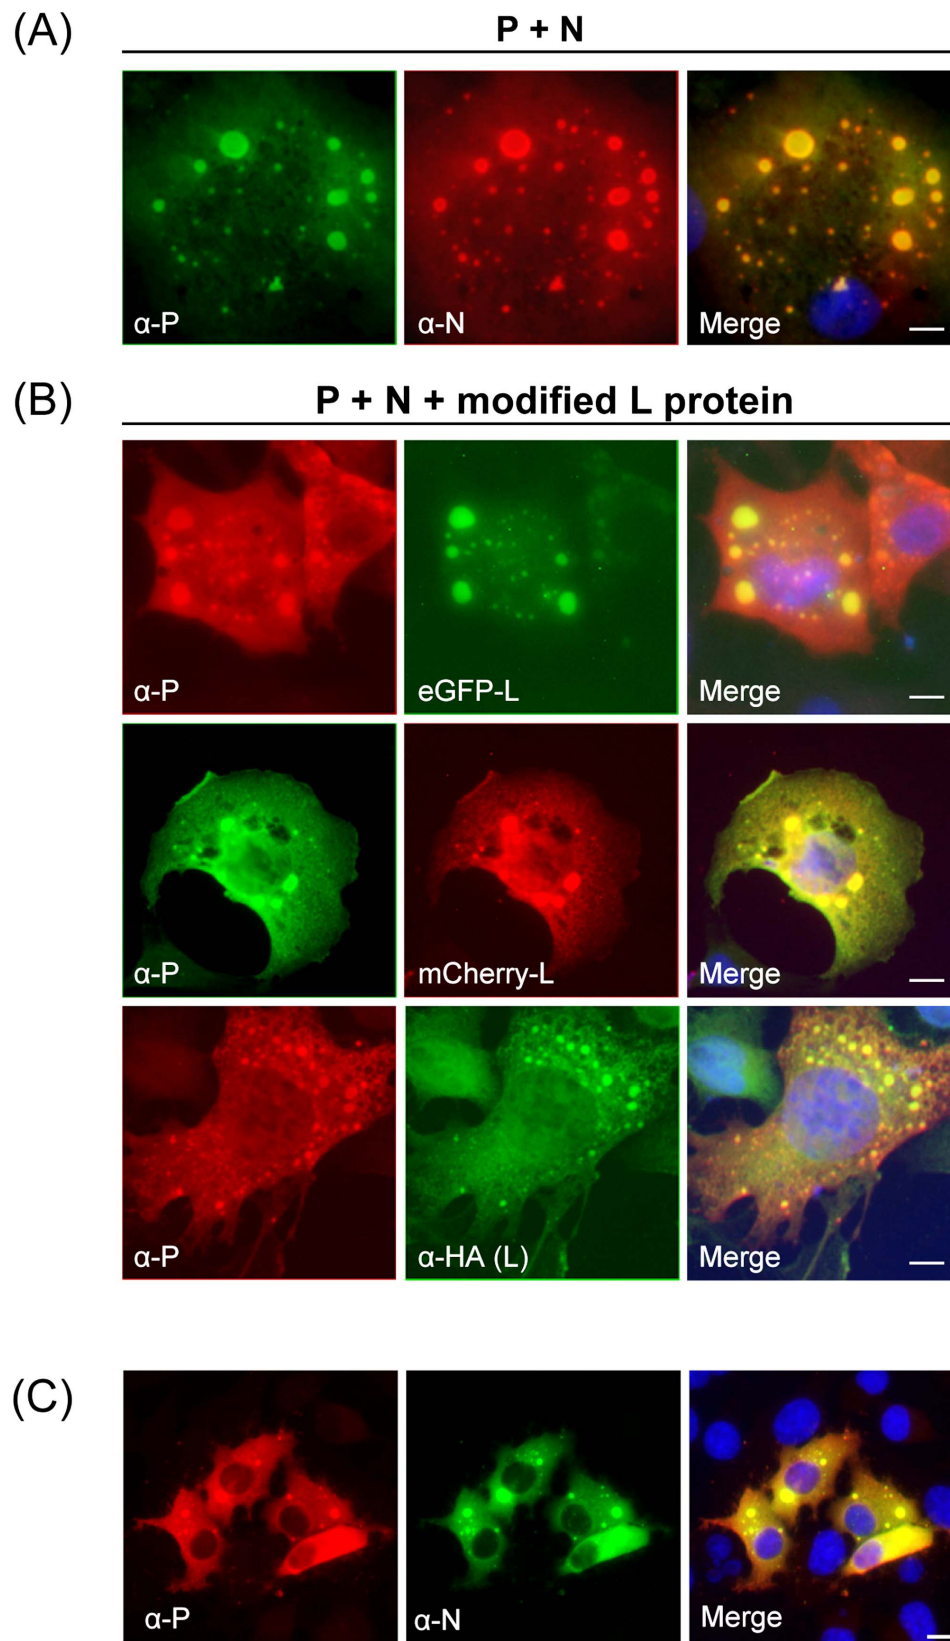 (A)
P + N
α-P
α-N
Merge
(B)
P + N + modified L protein
α-P
eGFP-L
Merge
α-P
mCherry-L
Merge
α-P
α-HA (L)
Merge
(C)
α-P
α-N
Merge